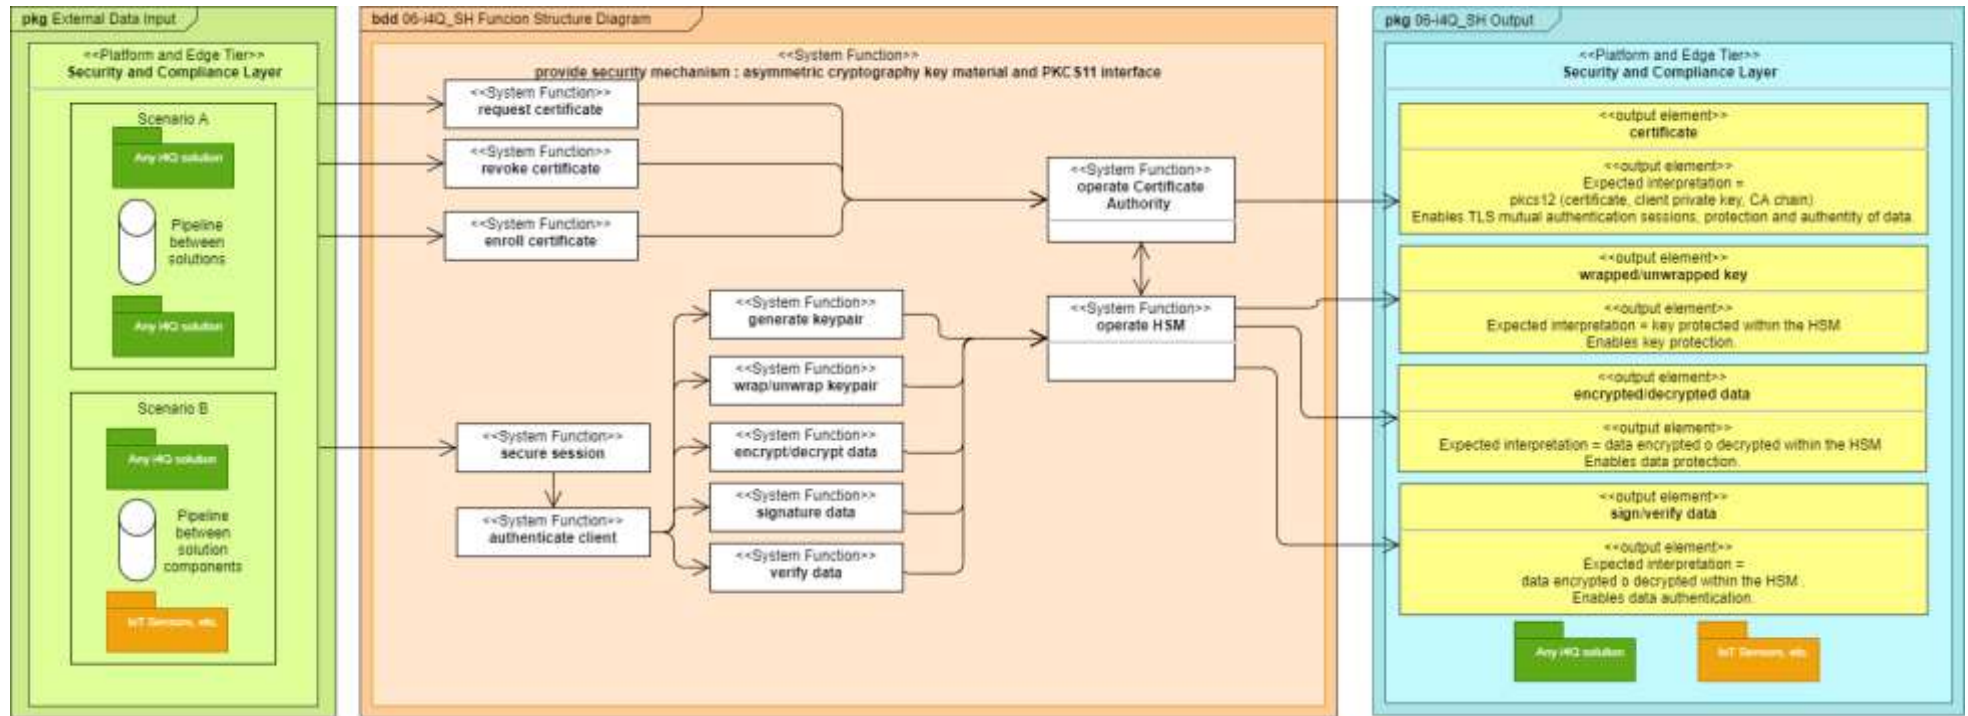 pkg External Data Input
<<Platform and Edge Tier>>
Security and Compliance Layer
Scenario A
Any i4Q solution
Pipeline
between
solutions
Any i4Q solution
Scenario B
Any i4Q solution
Pipeline
between
solution
components
IoT Sensors, etc.
bdd 06-i4Q_SH Funcion Structure Diagram
<<System Function>>
provide security mechanism : asymmetric cryptography key material and PKCS11 interface
<<System Function>>
request certificate
<<System Function>>
revoke certificate
<<System Function>>
enroll certificate
<<System Function>>
secure session
<<System Function>>
authenticate client
<<System Function>>
generate keypair
<<System Function>>
wrap/unwrap keypair
<<System Function>>
encrypt/decrypt data
<<System Function>>
signature data
<<System Function>>
verify data
<<System Function>>
operate Certificate
Authority
<<System Function>>
operate HSM
pkg 06-i4Q_SH Output
<<Platform and Edge Tier>>
Security and Compliance Layer
<<output element>>
certificate
<<output element>>
Expected interpretation =
pkcs12 (certificate, client private key, CA chain)
Enables TLS mutual authentication sessions, protection and authentity of data.
<<output element>>
wrapped/unwrapped key
<<output element>>
Expected interpretation = key protected within the HSM
Enables key protection.
<<output element>>
encrypted/decrypted data
<<output element>>
Expected interpretation = data encrypted o decrypted within the HSM
Enables data protection.
<<output element>>
sign/verify data
<<output element>>
Expected interpretation =
data encrypted o decrypted within the HSM .
Enables data authentication.
Any i4Q solution
IoT Sensors, etc.